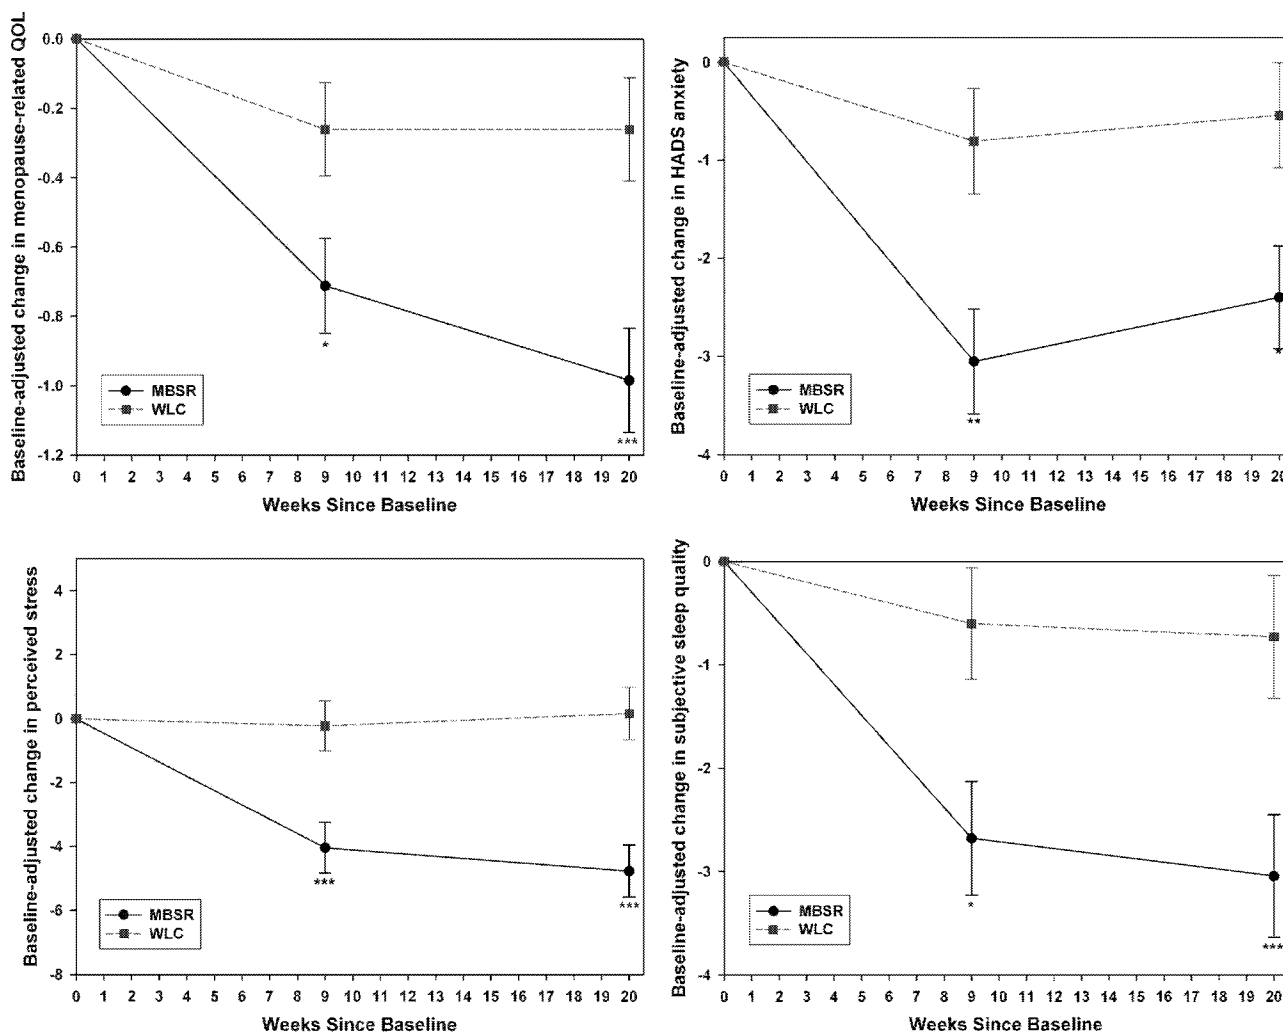 Baseline-adjusted change in menopause-related QOL
0.0
-0.2
-0.4
-0.6
-0.8
-1.0
-1.2
*
***
MBSR
WLC
0 1 2 3 4 5 6 7 8 9 10 11 12 13 14 15 16 17 18 19 20
Weeks Since Baseline
Baseline-adjusted change in HADS anxiety
0
-1
-2
-3
-4
**
*
MBSR
WLC
0 1 2 3 4 5 6 7 8 9 10 11 12 13 14 15 16 17 18 19 20
Weeks Since Baseline
Baseline-adjusted change in perceived stress
4
2
0
-2
-4
-6
-8
***
***
MBSR
WLC
0 1 2 3 4 5 6 7 8 9 10 11 12 13 14 15 16 17 18 19 20
Weeks Since Baseline
Baseline-adjusted change in subjective sleep quality
0
-1
-2
-3
-4
*
***
MBSR
WLC
0 1 2 3 4 5 6 7 8 9 10 11 12 13 14 15 16 17 18 19 20
Weeks Since Baseline